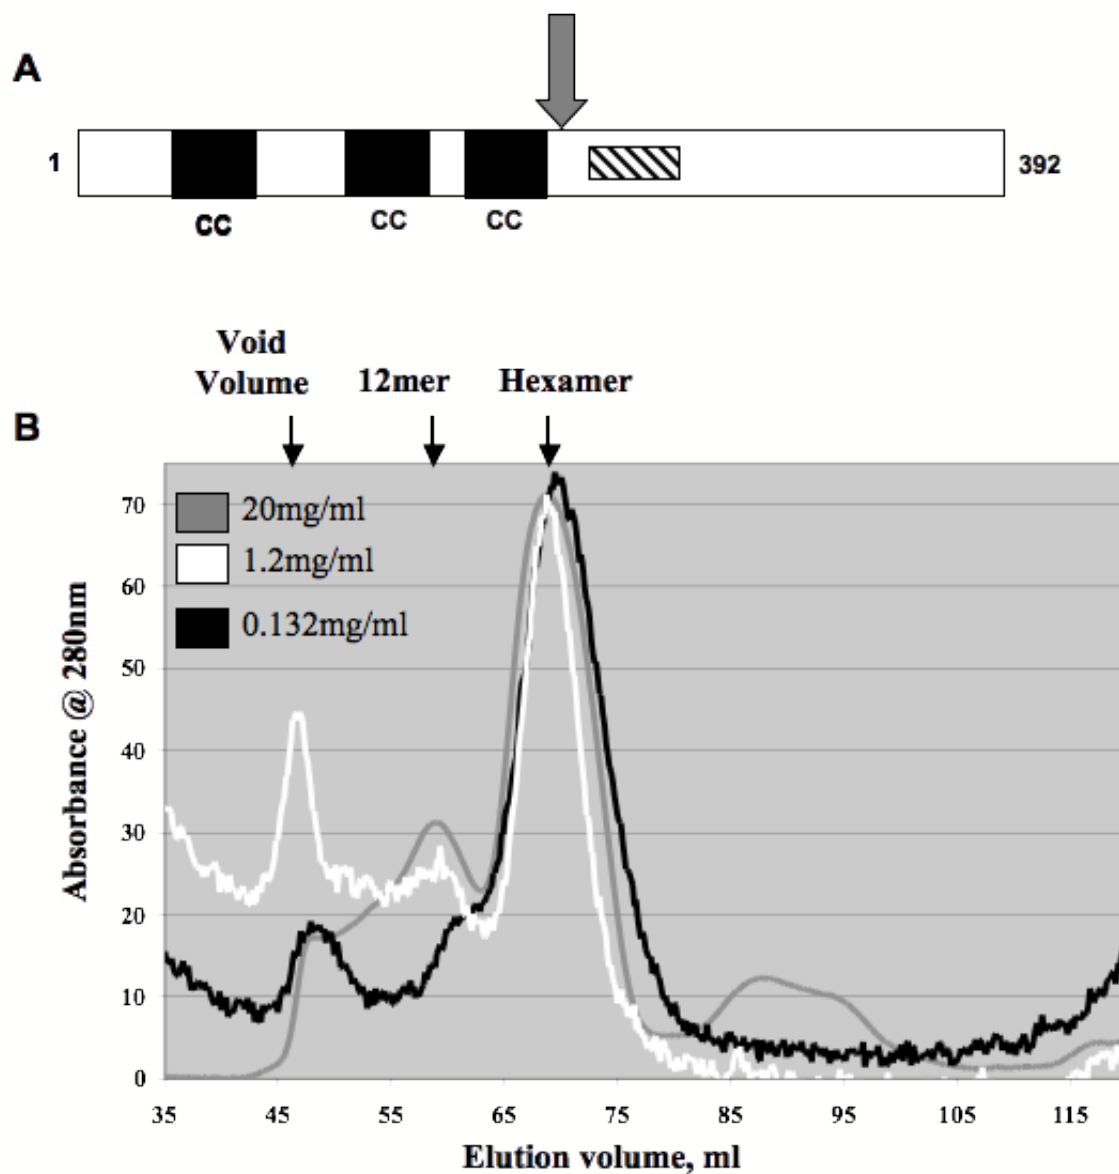 A
1
392
CC
CC
CC
Void
Volume
12mer
Hexamer
B
20mg/ml
1.2mg/ml
0.132mg/ml
Absorbance @ 280nm
70
60
50
40
30
20
10
0
35
45
55
65
75
85
95
105
115
Elution volume, ml